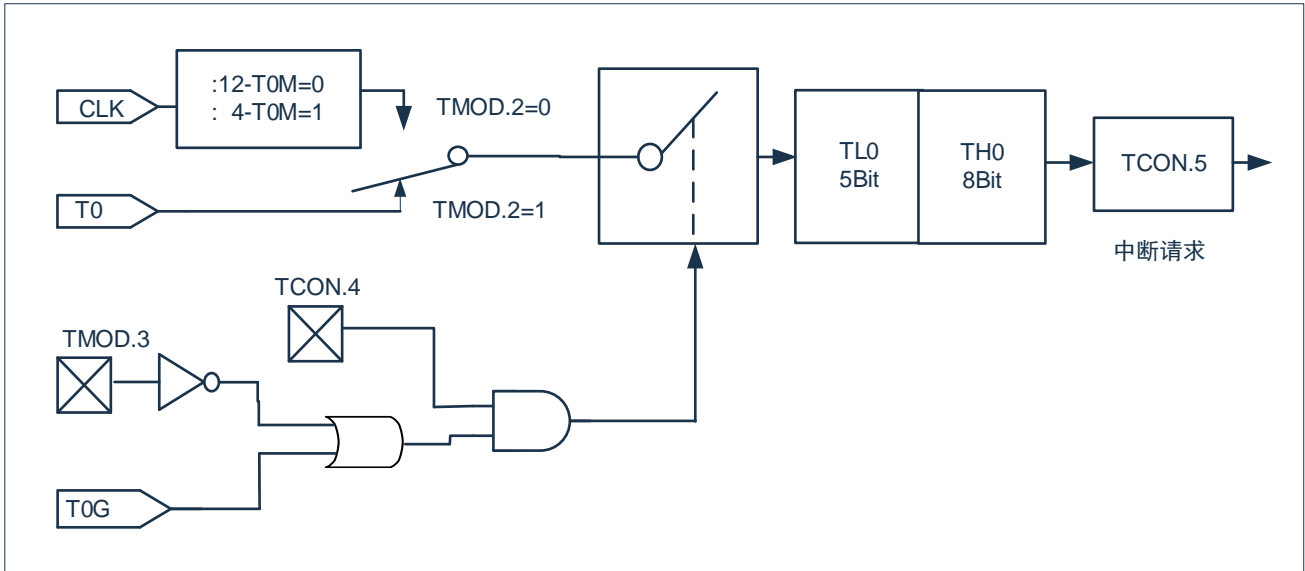 :12-T0M=0
: 4-T0M=1
CLK
TMOD.2=0
T0
TMOD.2=1
TL0
5Bit
TH0
8Bit
TCON.5
中断请求
TCON.4
TMOD.3
T0G